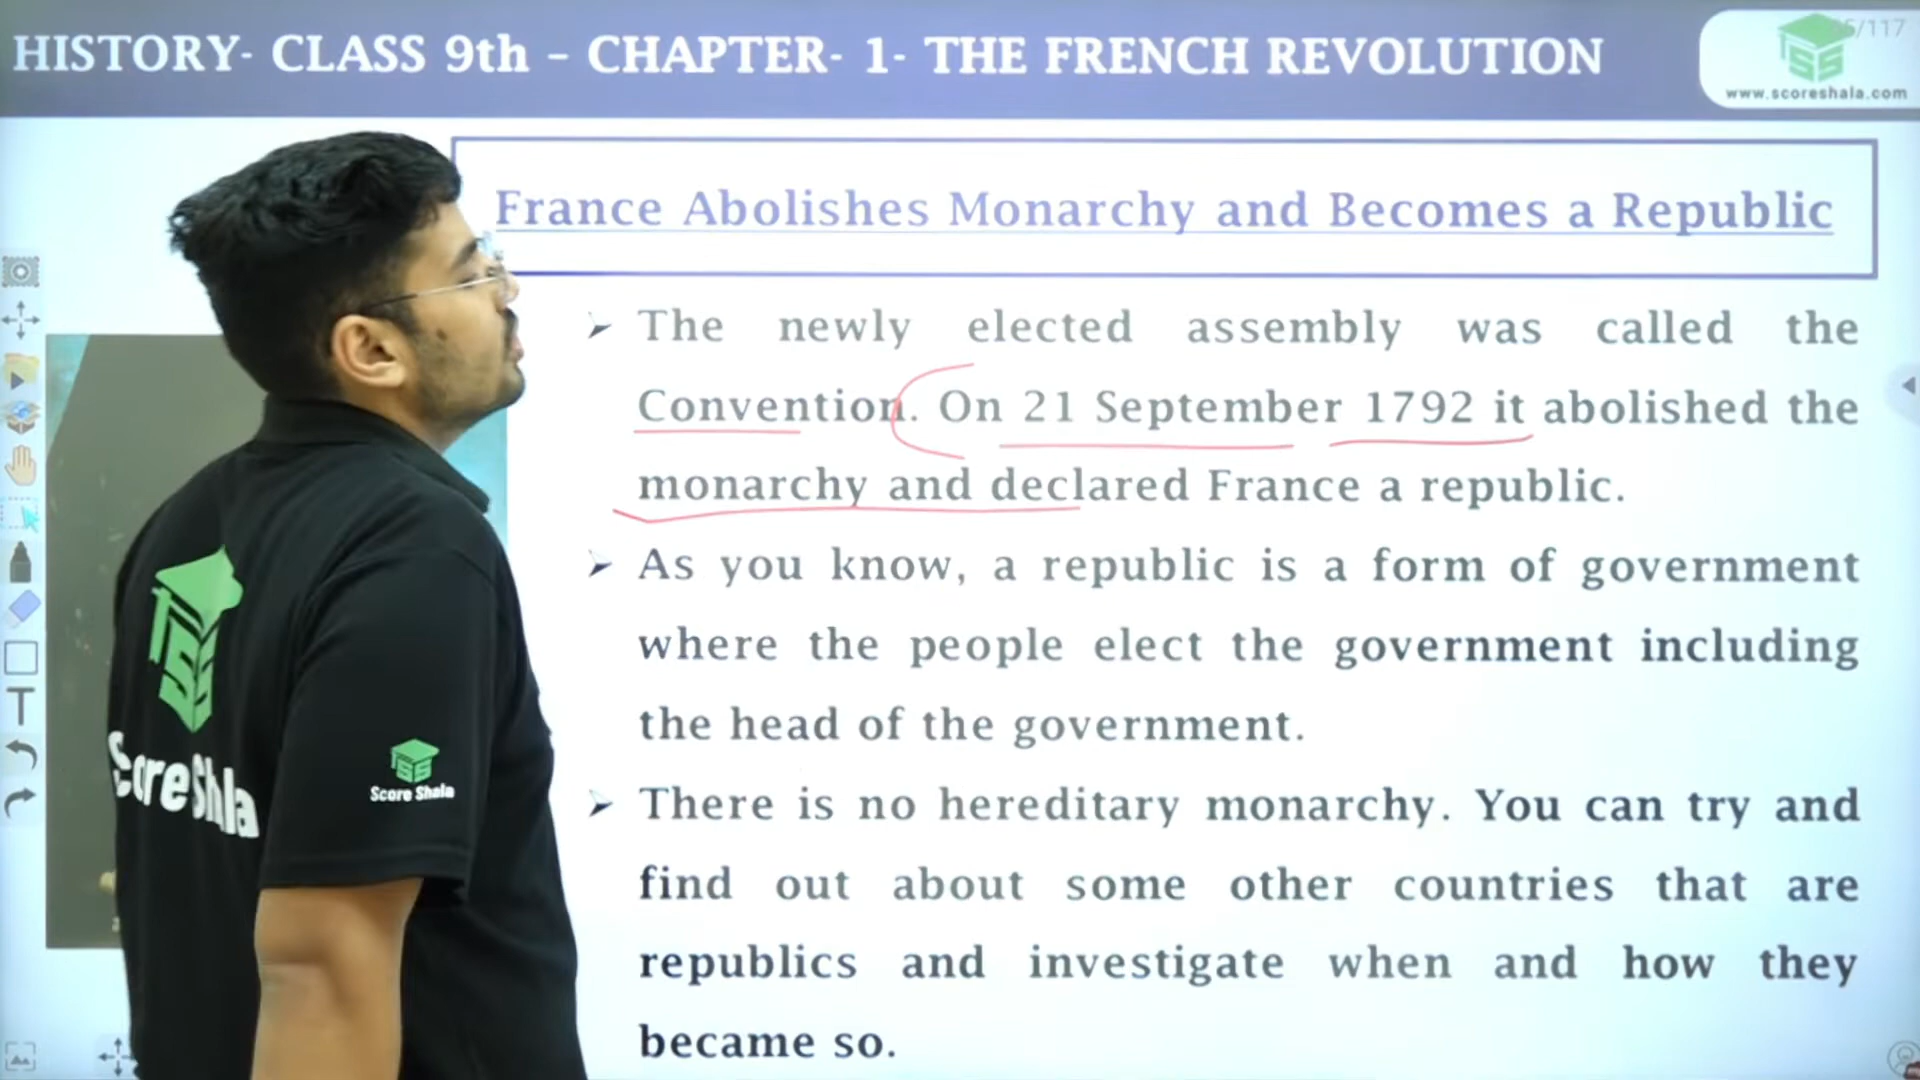 HISTORY- CLASS 9th – CHAPTER- 1- THE FRENCH REVOLUTION
/117
www.scoreshala.com
France Abolishes Monarchy and Becomes a Republic
➢ The newly elected assembly was called the
Convention. On 21 September 1792 it abolished the
monarchy and declared France a republic.
➢ As you know, a republic is a form of government
where the people elect the government including
the head of the government.
➢ There is no hereditary monarchy. You can try and
find out about some other countries that are
republics and investigate when and how they
became so.
Score Shala
Score Shala